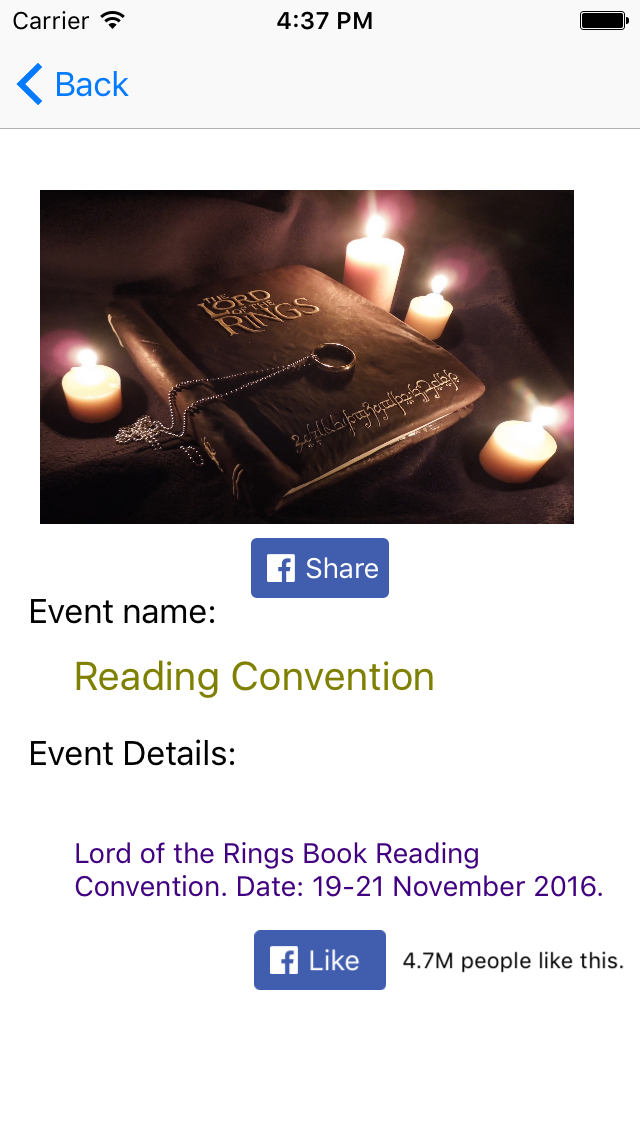 Carrier 4:37 PM
Back
THE
LORD
OF THE
RINGS
Share
Event name:
Reading Convention
Event Details:
Lord of the Rings Book Reading
Convention. Date: 19-21 November 2016.
Like 4.7M people like this.